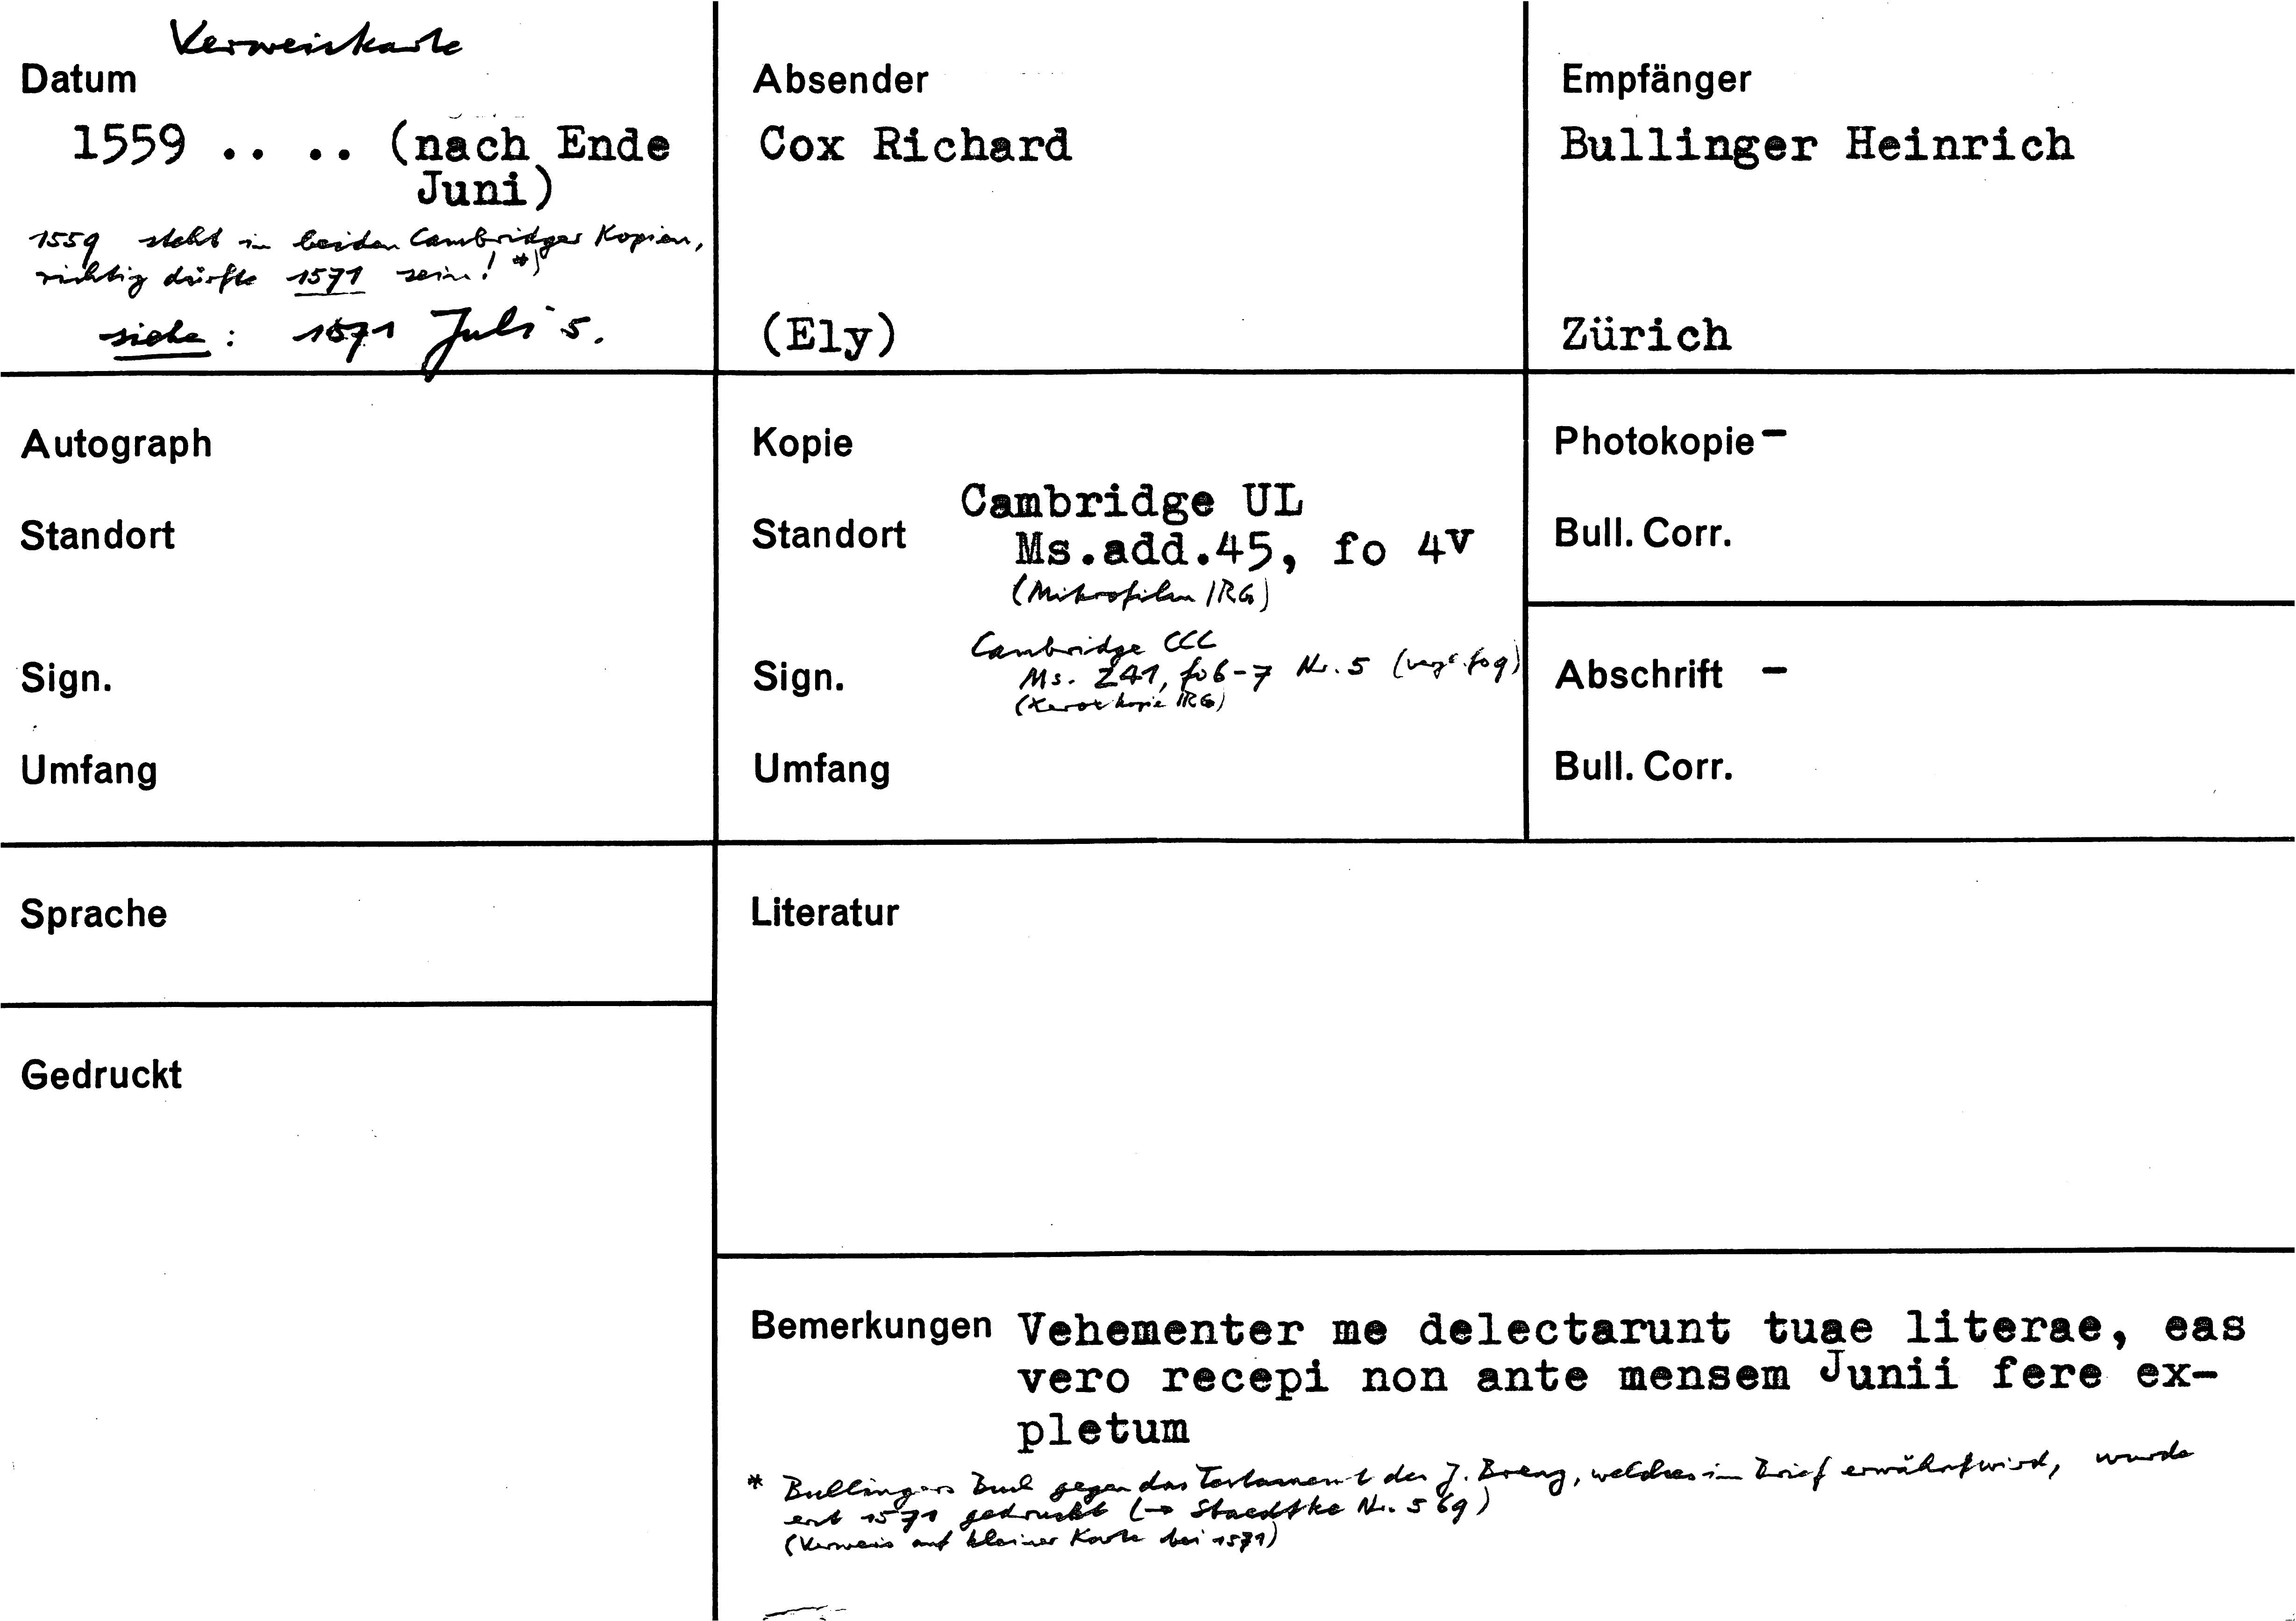 Verweiskarte
Datum
1559 .. .. (nach Ende
Juni)
1559 steht in beiden Cambridger Kopien,
richtig dürfte 1571 sein! *)
siehe: 1571 Juli 5.
Absender
Cox Richard
(Ely)
Empfänger
Bullinger Heinrich
Zürich
Autograph
Standort
Sign.
Umfang
Kopie
Cambridge UL
Standort
Ms.add.45, fo 4v
(Mikrofilm IRG)
Cambridge CCC
Sign.
Ms. 241, fo 6-7 Nr. 5 (vgl. fo 9)
(Xerox kopie IRG)
Umfang
Photokopie -
Bull. Corr.
Abschrift -
Bull. Corr.
Sprache
Gedruckt
Literatur
Bemerkungen Vehementer me delectarunt tuae literae, eas
vero recepi non ante mensem Junii fere ex-
pletum
* Bullingers Buch gegen das Testament des J. Brenz, welches im Brief erwähnt wird, wurde
erst 1571 gedruckt (→ Staedtke Nr. 569)
(Verweis auf kleiner Karte bei 1571)